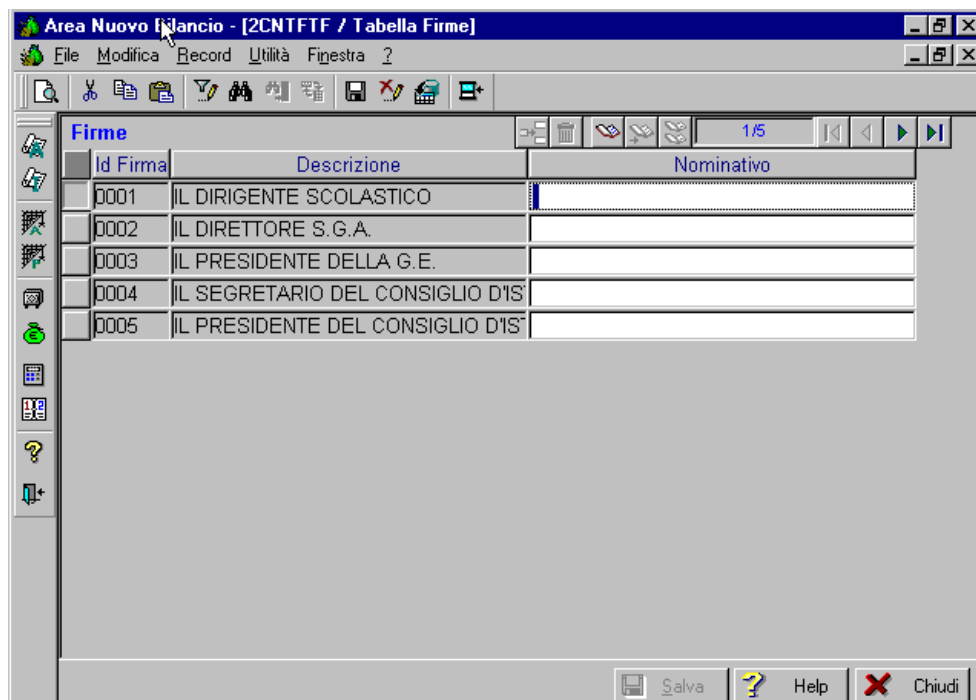 Area Nuovo Bilancio - [2CNTFTF / Tabella Firme]
File Modifica Record Utilità Finestra ?
Firme 1/5
Id Firma Descrizione Nominativo
0001 IL DIRIGENTE SCOLASTICO
0002 IL DIRETTORE S.G.A.
0003 IL PRESIDENTE DELLA G.E.
0004 IL SEGRETARIO DEL CONSIGLIO D'IS
0005 IL PRESIDENTE DEL CONSIGLIO D'IS
Salva Help Chiudi